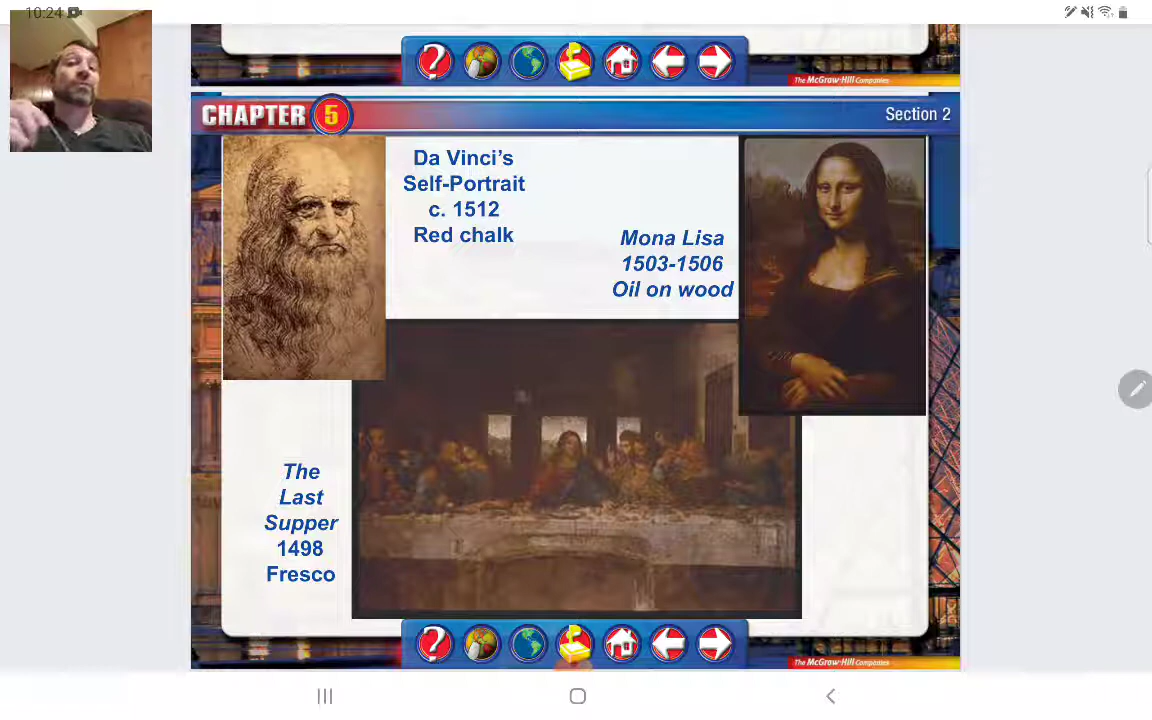 10:24
The McGraw-Hill Companies
CHAPTER 5
Section 2
Da Vinci's
Self-Portrait
c. 1512
Red chalk
Mona Lisa
1503-1506
Oil on wood
The
Last
Supper
1498
Fresco
?
The McGraw-Hill Companies